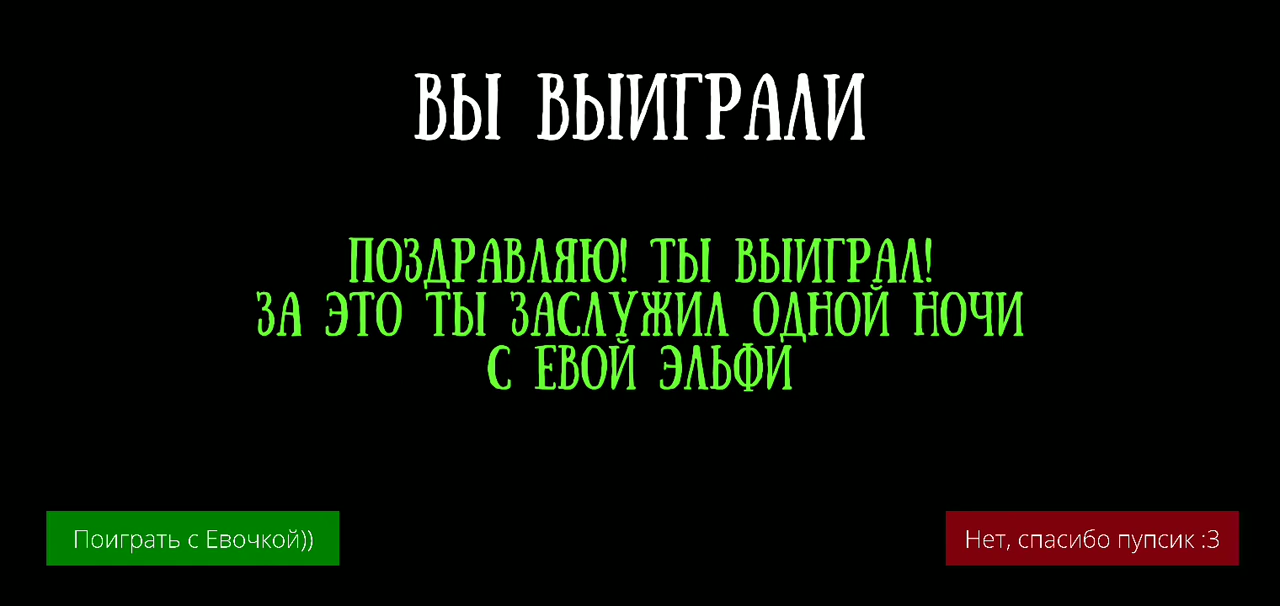 ВЫ ВЫИГРАЛИ
ПОЗДРАВЛЯЮ! ТЫ ВЫИГРАЛ!
ЗА ЭТО ТЫ ЗАСЛУЖИЛ ОДНОЙ НОЧИ
С ЕВОЙ ЭЛЬФИ
Поиграть с Евочкой))
Нет, спасибо пупсик :3